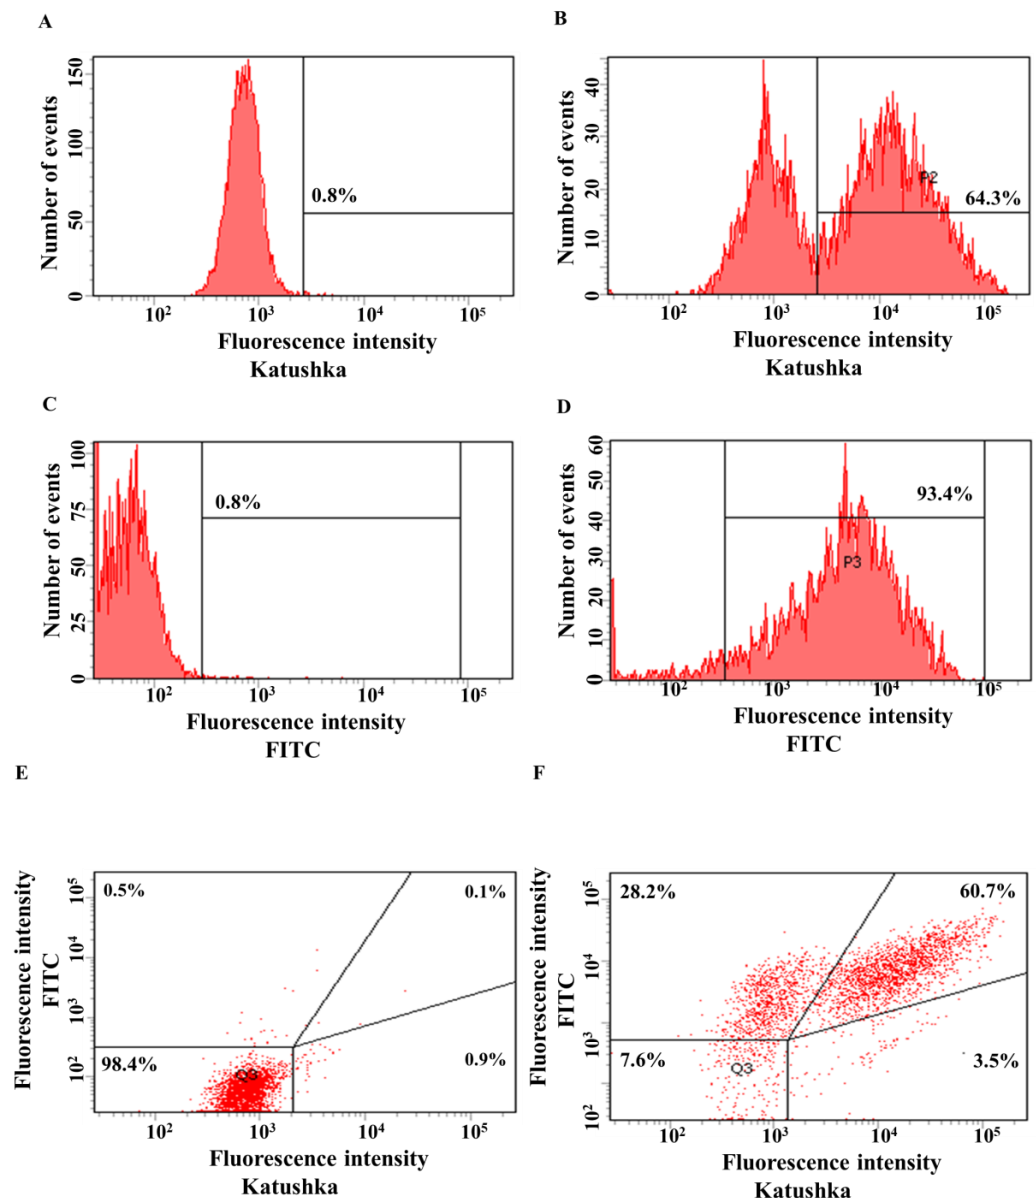 A
B
Number of events
150
100
50
0
0.8%
10²
10³
10⁴
10⁵
Fluorescence intensity
Katushka
Number of events
40
30
20
10
0
P2
64.3%
10²
10³
10⁴
10⁵
Fluorescence intensity
Katushka
C
D
Number of events
100
75
50
25
0
0.8%
10²
10³
10⁴
10⁵
Fluorescence intensity
FITC
Number of events
60
50
40
30
20
10
0
93.4%
P3
10²
10³
10⁴
10⁵
Fluorescence intensity
FITC
E
F
Fluorescence intensity
FITC
10⁵
10⁴
10³
10²
0.5%
0.1%
98.4%
Q3
0.9%
10²
10³
10⁴
10⁵
Fluorescence intensity
Katushka
Fluorescence intensity
FITC
10⁵
10⁴
10³
10²
28.2%
60.7%
7.6%
Q3
3.5%
10²
10³
10⁴
10⁵
Fluorescence intensity
Katushka